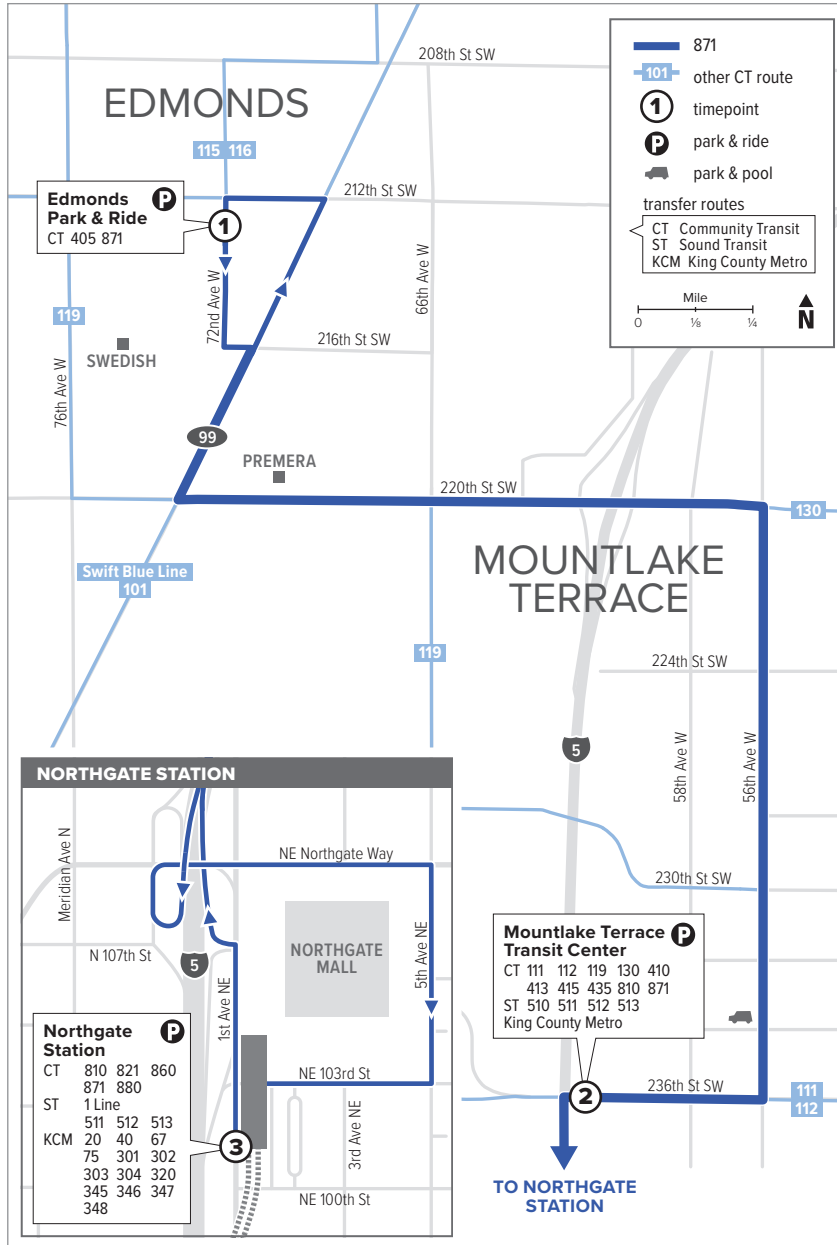 208th St SW
EDMONDS
115 116
212th St SW
Edmonds
Park & Ride
P
CT 405 871
1
72nd Ave W
66th Ave W
119
76th Ave W
SWEDISH
216th St SW
99
PREMERA
220th St SW
130
Swift Blue Line
101
MOUNTLAKE
TERRACE
119
224th St SW
5
58th Ave W
56th Ave W
230th St SW
871
101 other CT route
1 timepoint
P park & ride
park & pool
transfer routes
CT Community Transit
ST Sound Transit
KCM King County Metro
Mile
0 ⅛ ¼
N
Mountlake Terrace
Transit Center
P
CT 111 112 119 130 410
413 415 435 810 871
ST 510 511 512 513
King County Metro
2
236th St SW
111
112
TO NORTHGATE
STATION
NORTHGATE STATION
Meridian Ave N
NE Northgate Way
N 107th St
5
NORTHGATE
MALL
5th Ave NE
1st Ave NE
Northgate
Station
P
CT 810 821 860
871 880
ST 1 Line
511 512 513
KCM 20 40 67
75 301 302
303 304 320
345 346 347
348
3
NE 103rd St
3rd Ave NE
NE 100th St